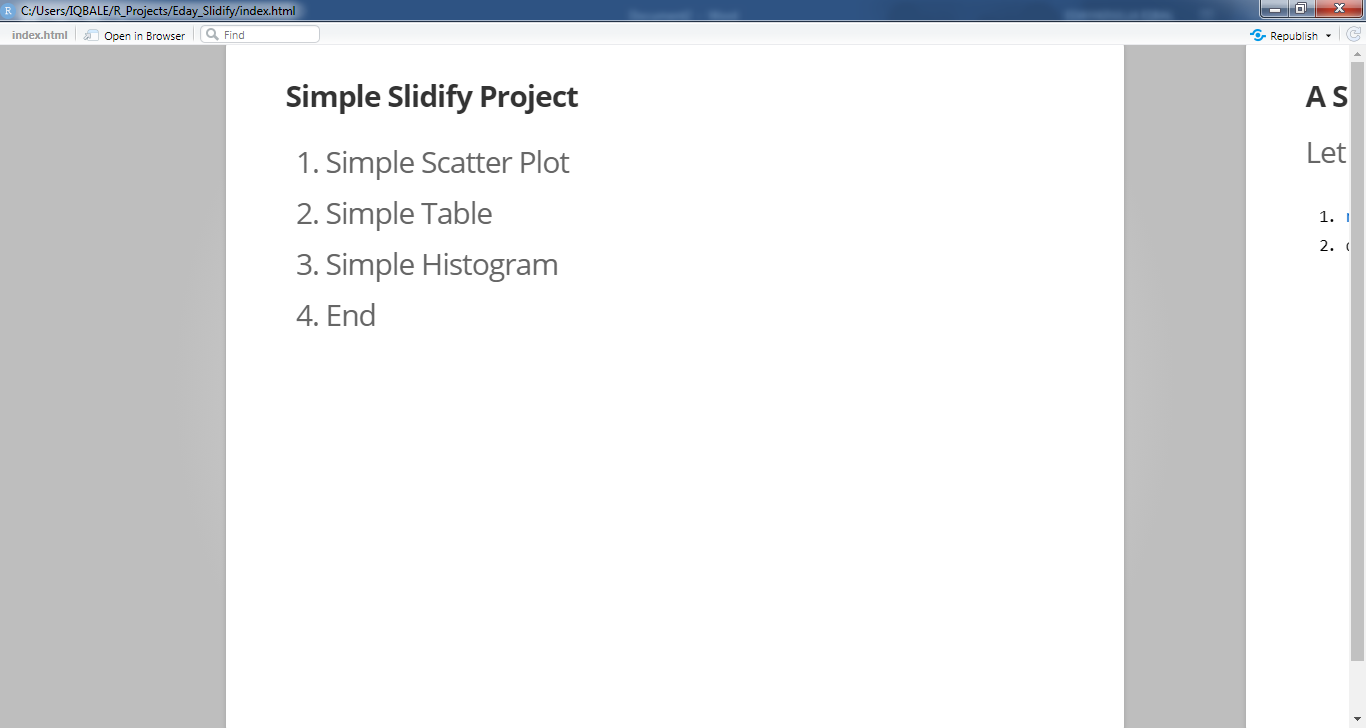 C:/Users/IQBALE/R_Projects/Eday_Slidify/index.html
index.html Open in Browser Find Republish
Simple Slidify Project
1. Simple Scatter Plot
2. Simple Table
3. Simple Histogram
4. End
A S
Let
1.
2.